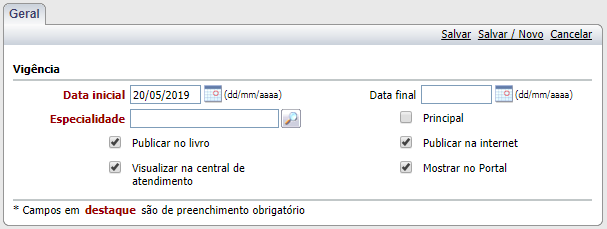 Geral
Salvar Salvar / Novo Cancelar
Vigência
Data inicial 20/05/2019 (dd/mm/aaaa) Data final (dd/mm/aaaa)
Especialidade Principal
Publicar no livro Publicar na internet
Visualizar na central de atendimento Mostrar no Portal
* Campos em destaque são de preenchimento obrigatório